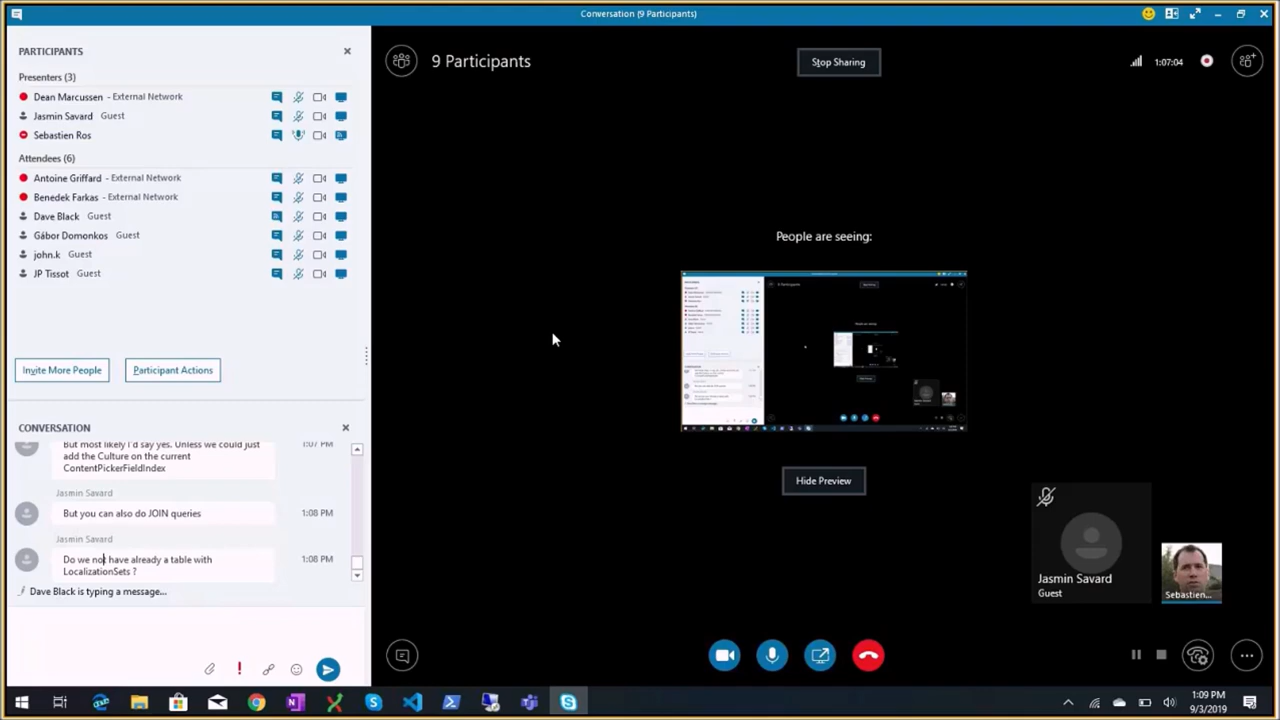 Conversation (9 Participants)
PARTICIPANTS
Presenters (3)
Dean Marcussen - External Network
Jasmin Savard Guest
Sebastien Ros
Attendees (6)
Antoine Griffard - External Network
Benedek Farkas - External Network
Dave Black Guest
Gábor Domonkos Guest
john.k Guest
JP Tissot Guest
Invite More People
Participant Actions
CONVERSATION
But most likely I'd say yes. Unless we could just 1:07 PM
add the Culture on the current
ContentPickerFieldIndex
Jasmin Savard
But you can also do JOIN queries 1:08 PM
Jasmin Savard
Do we not have already a table with 1:08 PM
LocalizationSets ?
Dave Black is typing a message...
9 Participants
Stop Sharing
1:07:04
People are seeing:
Hide Preview
Jasmin Savard
Guest
Sebastien...
1:09 PM
9/3/2019